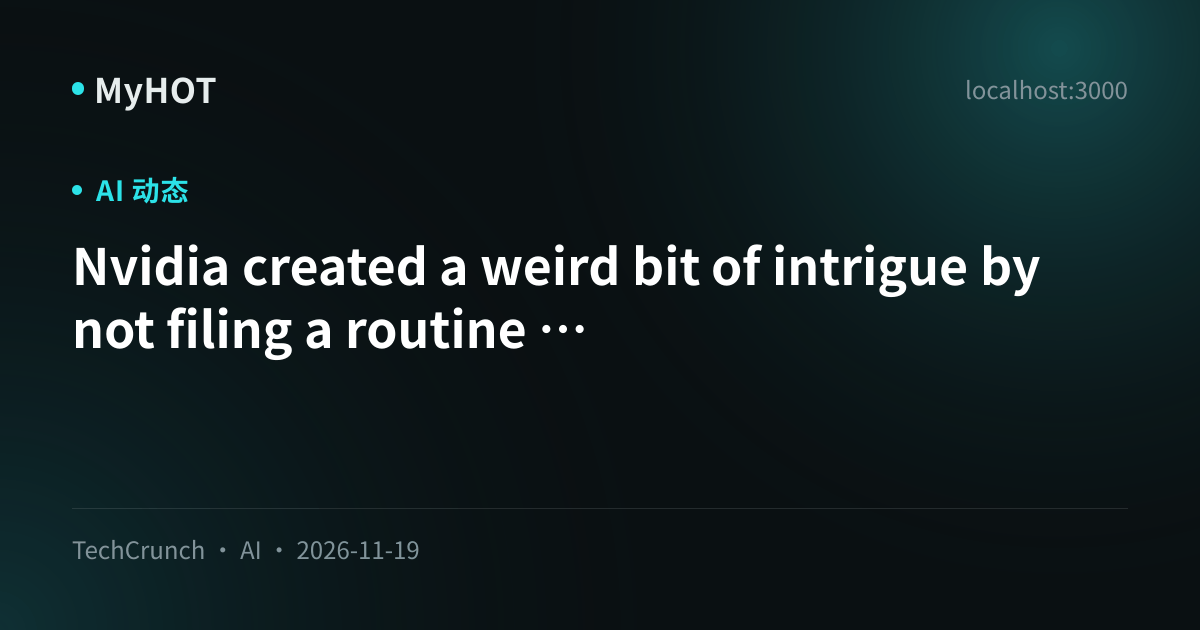 MyHOT
localhost:3000
AI 动态
Nvidia created a weird bit of intrigue by
not filing a routine …
TechCrunch · AI · 2026-11-19